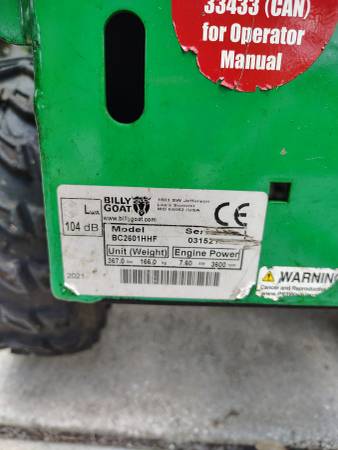 33433 (CAN)
for Operator
Manual
LWA
104 dB
BILLY
GOAT
www.billygoat.com
1803 SW Jefferson
Lee's Summit
MO 64082 /USA
CE
Model
BC2601HHF
Ser
03152
Unit (Weight)
Engine Power
367.0 lbs 166.0 kg
7.60 kW 3600
2021
WARNING
Cancer and Reproductive